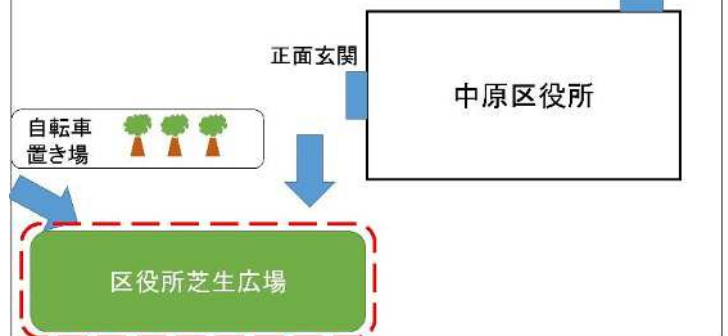 正面玄関
中原区役所
自転車
置き場
区役所芝生広場